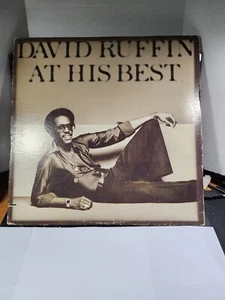 DAVID RUFFIN
AT HIS BEST